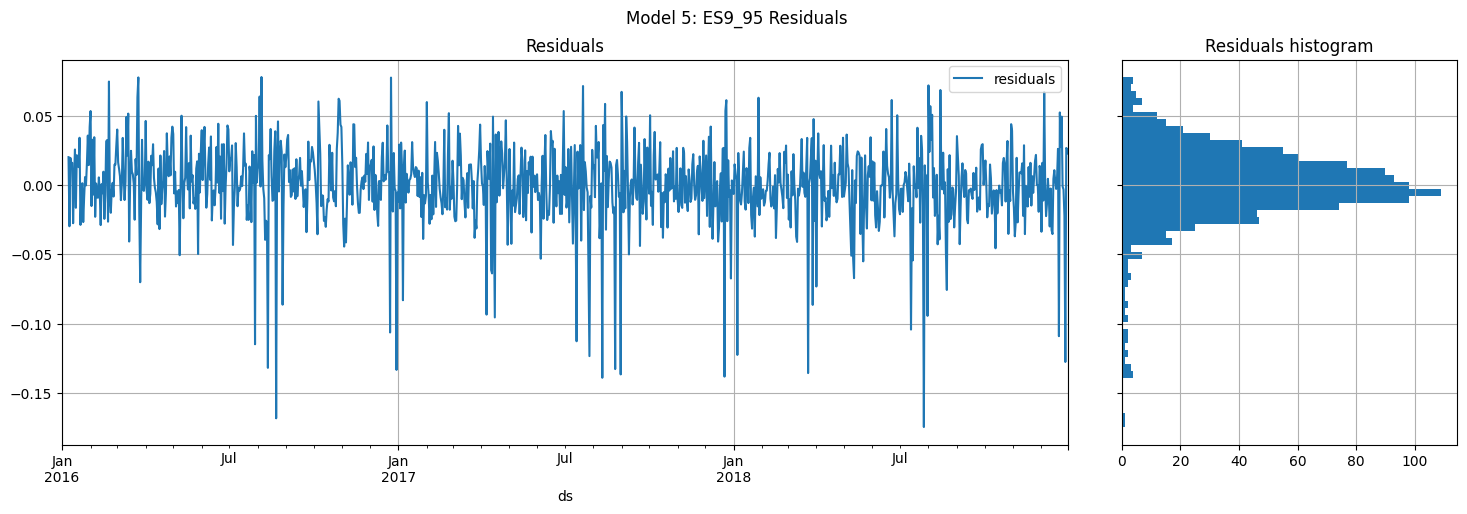 Model 5: ES9_95 Residuals
Residuals
residuals
0.05
0.00
−0.05
−0.10
−0.15
Jan
2016
Jul
Jan
2017
Jul
Jan
2018
Jul
ds
Residuals histogram
0 20 40 60 80 100